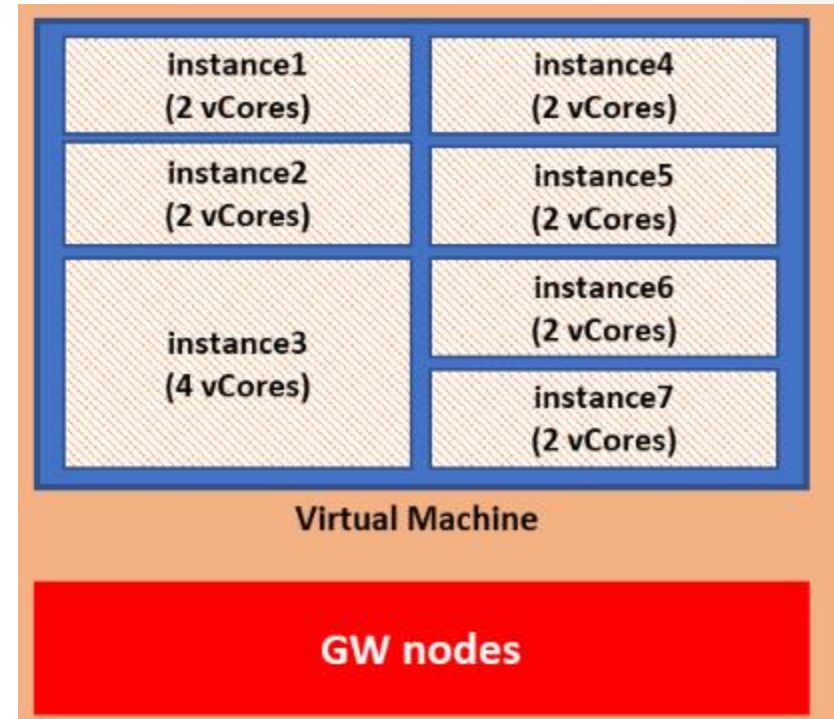 instance1
(2 vCores)
instance2
(2 vCores)
instance3
(4 vCores)
instance4
(2 vCores)
instance5
(2 vCores)
instance6
(2 vCores)
instance7
(2 vCores)
Virtual Machine
GW nodes